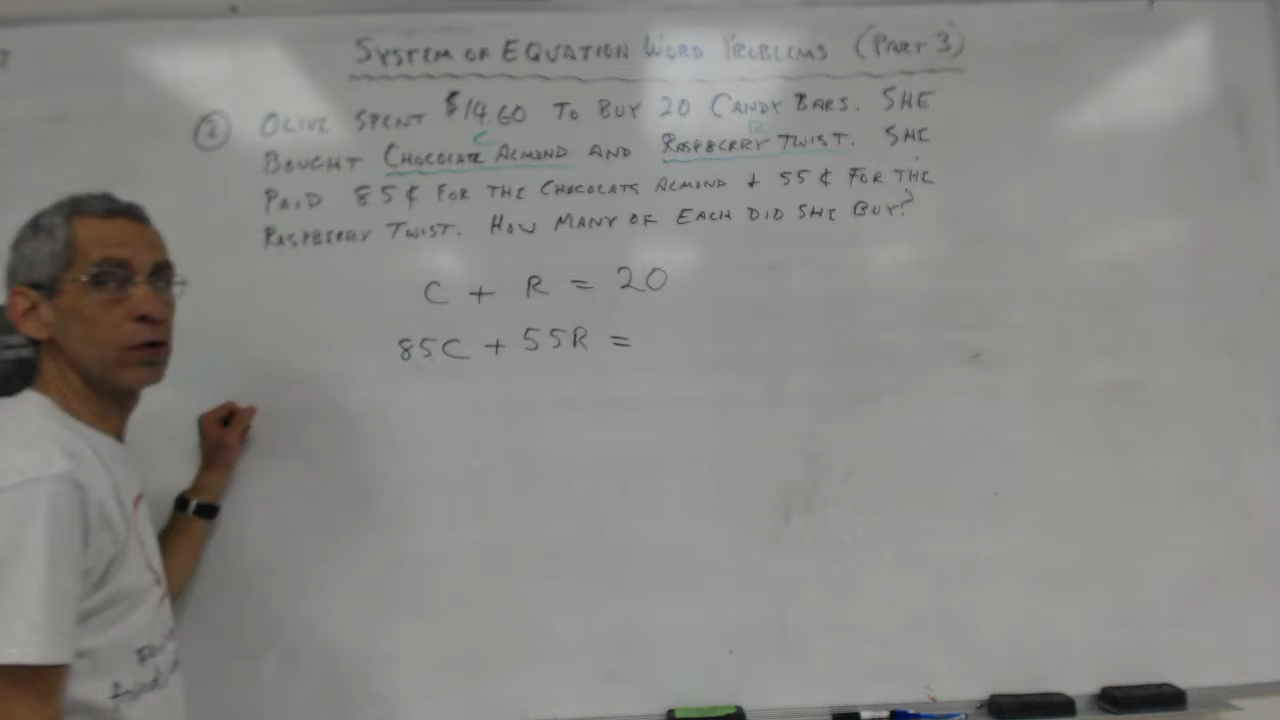 SYSTEM OF EQUATION WORD PROBLEMS (PART 3)
② OLIVE SPENT $14.60 TO BUY 20 CANDY BARS. SHE
C R
BOUGHT CHOCOLATE ALMOND AND RASPBERRY TWIST. SHE
PAID 85¢ FOR THE CHOCOLATE ALMOND + 55¢ FOR THE
RASPBERRY TWIST. HOW MANY OF EACH DID SHE BUY?
C + R = 20
85C + 55R =